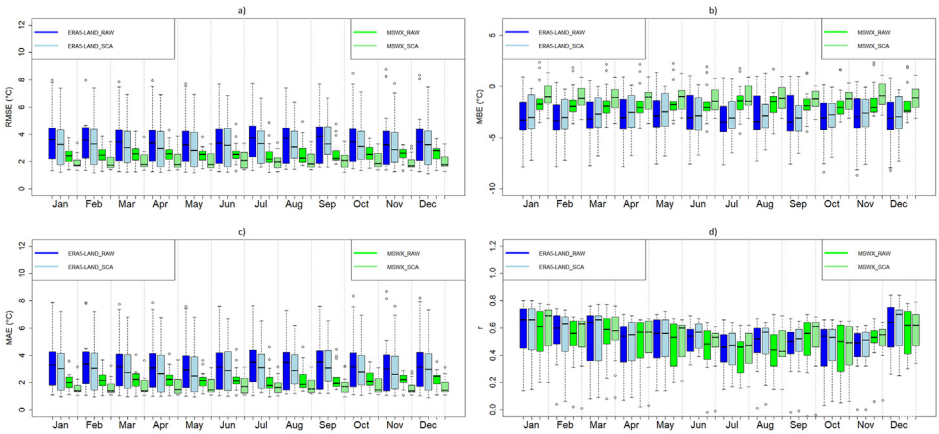 a)
ERA5-LAND_RAW
ERA5-LAND_SCA
MSWX_RAW
MSWX_SCA
RMSE (°C)
12
10
8
6
4
2
0
Jan Feb Mar Apr May Jun Jul Aug Sep Oct Nov Dec
b)
ERA5-LAND_RAW
ERA5-LAND_SCA
MSWX_RAW
MSWX_SCA
MBE (°C)
5
0
-5
-10
Jan Feb Mar Apr May Jun Jul Aug Sep Oct Nov Dec
c)
ERA5-LAND_RAW
ERA5-LAND_SCA
MSWX_RAW
MSWX_SCA
MAE (°C)
12
10
8
6
4
2
0
Jan Feb Mar Apr May Jun Jul Aug Sep Oct Nov Dec
d)
ERA5-LAND_RAW
ERA5-LAND_SCA
MSWX_RAW
MSWX_SCA
r
1.2
1.0
0.8
0.6
0.4
0.2
0.0
Jan Feb Mar Apr May Jun Jul Aug Sep Oct Nov Dec